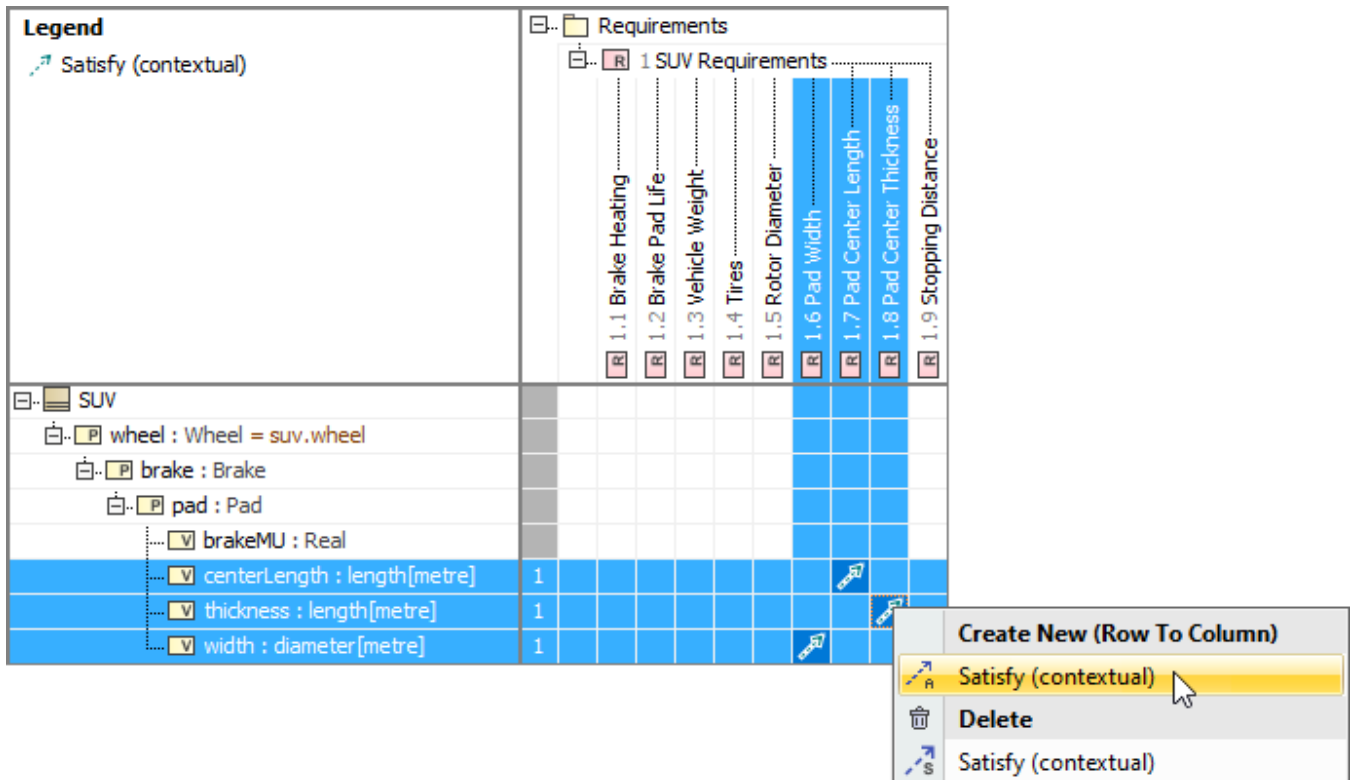 Legend
Satisfy (contextual)
Requirements
R 1 SUV Requirements
R 1.1 Brake Heating
R 1.2 Brake Pad Life
R 1.3 Vehicle Weight
R 1.4 Tires
R 1.5 Rotor Diameter
R 1.6 Pad Width
R 1.7 Pad Center Length
R 1.8 Pad Center Thickness
R 1.9 Stopping Distance
SUV
P wheel : Wheel = suv.wheel
P brake : Brake
P pad : Pad
V brakeMU : Real
V centerLength : length[metre] 1
V thickness : length[metre] 1
V width : diameter[metre] 1
Create New (Row To Column)
A Satisfy (contextual)
Delete
S Satisfy (contextual)